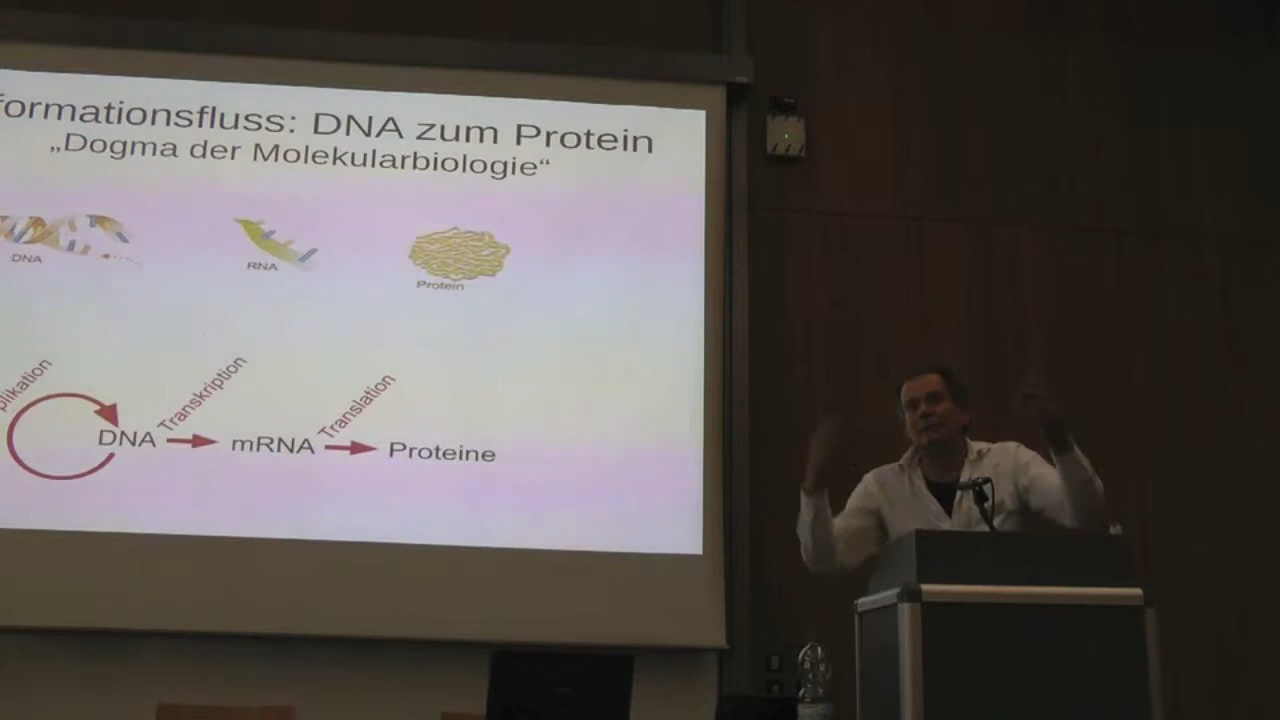 formationsfluss: DNA zum Protein
„Dogma der Molekularbiologie“
DNA
RNA
Protein
plikation
Transkription
Translation
DNA
mRNA
Proteine